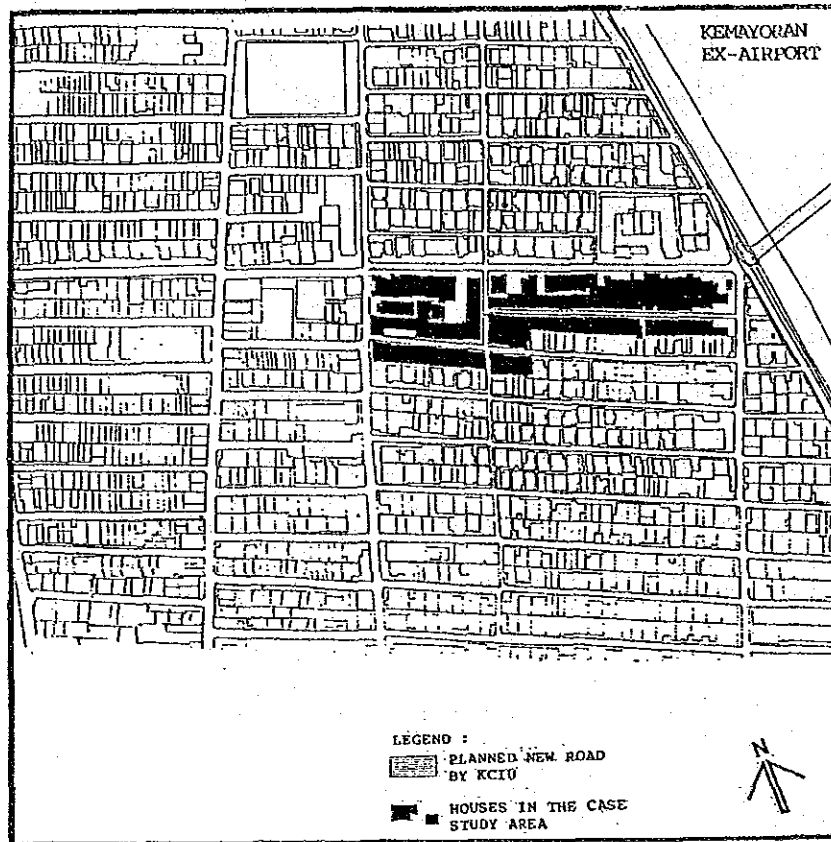 KEMAYORAN
EX-AIRPORT
LEGEND :
PLANNED NEW ROAD
BY KCIU
HOUSES IN THE CASE
STUDY AREA
N